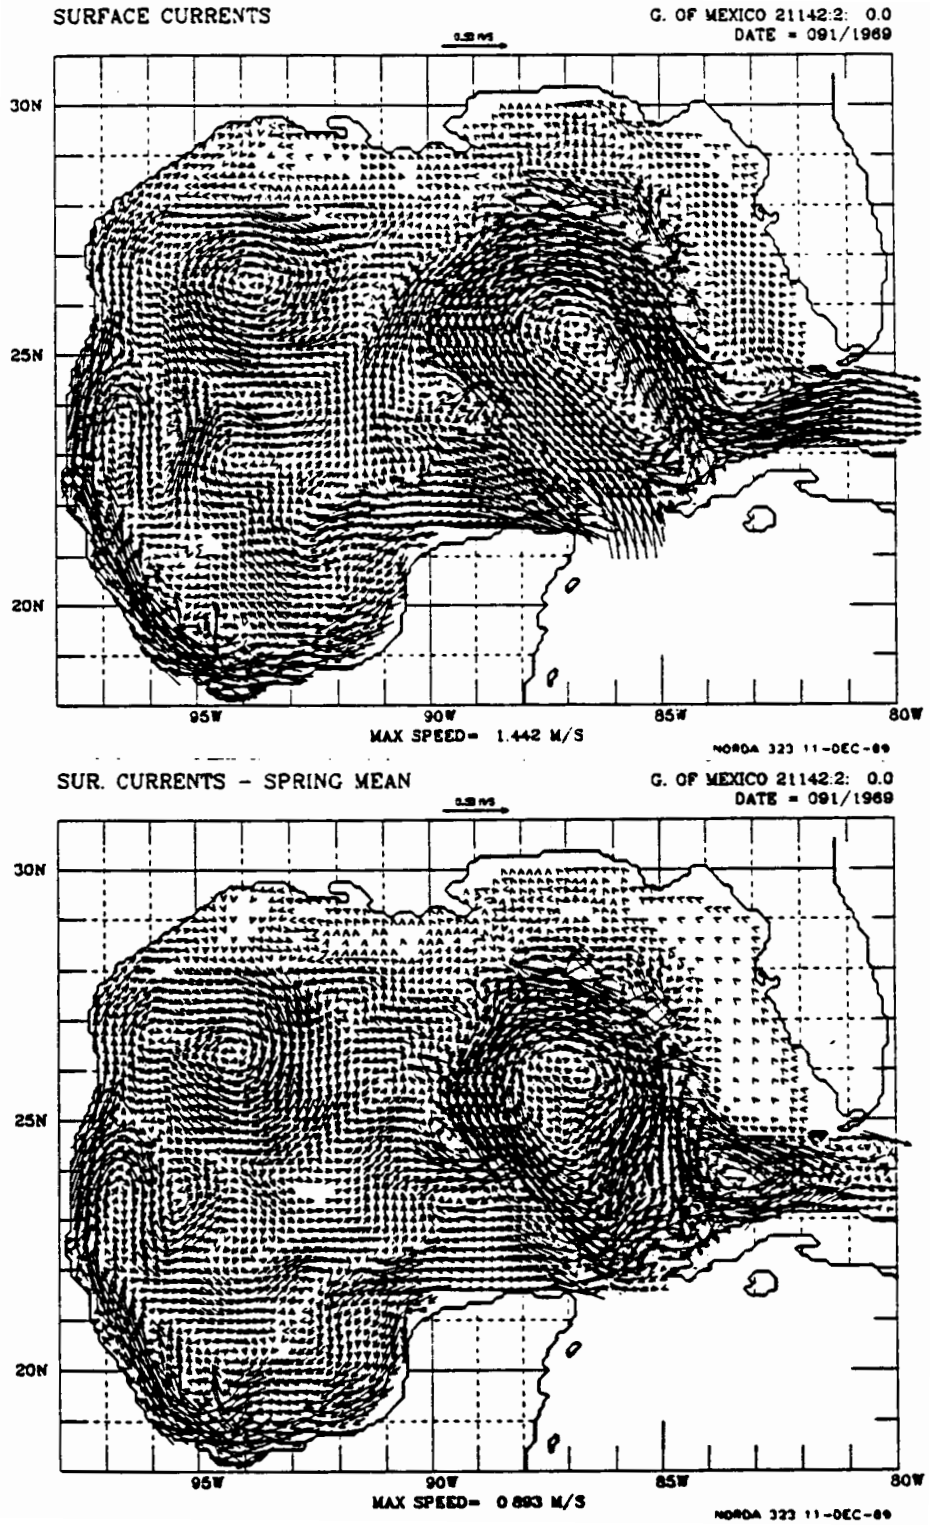 SURFACE CURRENTS
G. OF MEXICO 21142:2: 0.0
DATE = 091/1969
30N
25N
20N
95W
90W
85W
80W
MAX SPEED= 1.442 M/S
NORDA 323 11-DEC-89
SUR. CURRENTS - SPRING MEAN
G. OF MEXICO 21142:2: 0.0
DATE = 091/1969
30N
25N
20N
95W
90W
85W
80W
MAX SPEED= 0.893 M/S
NORDA 323 11-DEC-89